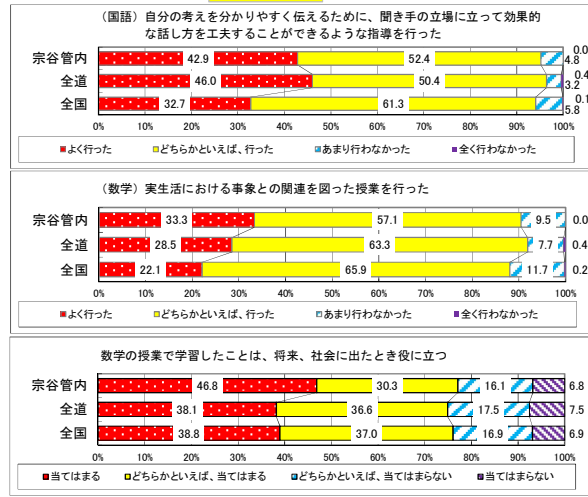 （国語）自分の考えを分かりやすく伝えるために、聞き手の立場に立って効果的
な話し方を工夫することができるような指導を行った
宗谷管内 42.9 52.4 4.8 0.0
全道 46.0 50.4 3.2 0.4
全国 32.7 61.3 5.8 0.1
0% 10% 20% 30% 40% 50% 60% 70% 80% 90% 100%
よく行った どちらかといえば、行った あまり行わなかった 全く行わなかった
（数学）実生活における事象との関連を図った授業を行った
宗谷管内 33.3 57.1 9.5 0.0
全道 28.5 63.3 7.7 0.4
全国 22.1 65.9 11.7 0.2
0% 10% 20% 30% 40% 50% 60% 70% 80% 90% 100%
よく行った どちらかといえば、行った あまり行わなかった 全く行わなかった
数学の授業で学習したことは、将来、社会に出たとき役に立つ
宗谷管内 46.8 30.3 16.1 6.8
全道 38.1 36.6 17.5 7.5
全国 38.8 37.0 16.9 6.9
0% 10% 20% 30% 40% 50% 60% 70% 80% 90% 100%
当てはまる どちらかといえば、当てはまる どちらかといえば、当てはまらない 当てはまらない